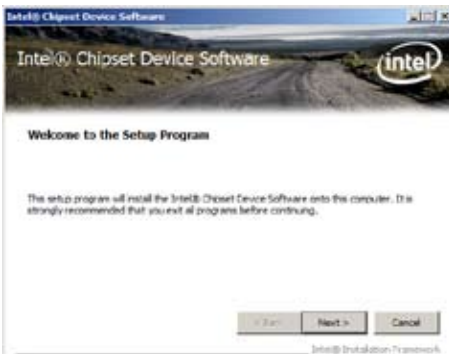 Intel® Chipset Device Software
Intel® Chipset Device Software
intel
Welcome to the Setup Program
This setup program will install the Intel® Chipset Device Software onto this computer. It is
strongly recommended that you exit all programs before continuing.
< Back
Next >
Cancel
Intel® Installation Framework